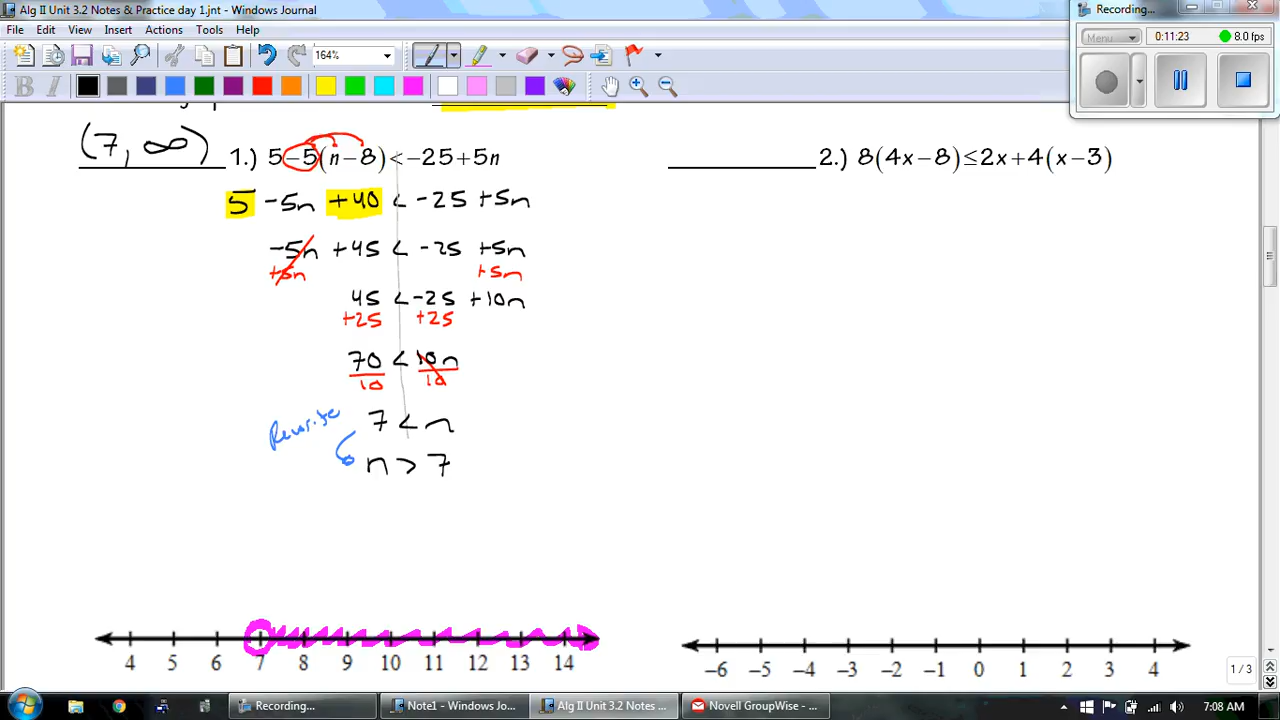 Alg II Unit 3.2 Notes & Practice day 1.jnt - Windows Journal
Recording...
File Edit View Insert Actions Tools Help
Menu
0:11:23
8.0 fps
164%
B I
(7, ∞) 1.) 5-5(n-8)<-25+5n
5 -5n +40 < -25 +5n
-5n +45 < -25 +5n
+5n +5n
45 < -25 +10n
+25 +25
70 < 10n
10 10
7 < n
Rewrite
n > 7
4 5 6 7 8 9 10 11 12 13 14
2.) 8(4x-8)≤2x+4(x-3)
-6 -5 -4 -3 -2 -1 0 1 2 3 4
1 / 3
Recording...
Note1 - Windows Jo...
Alg II Unit 3.2 Notes ...
Novell GroupWise - ...
7:08 AM